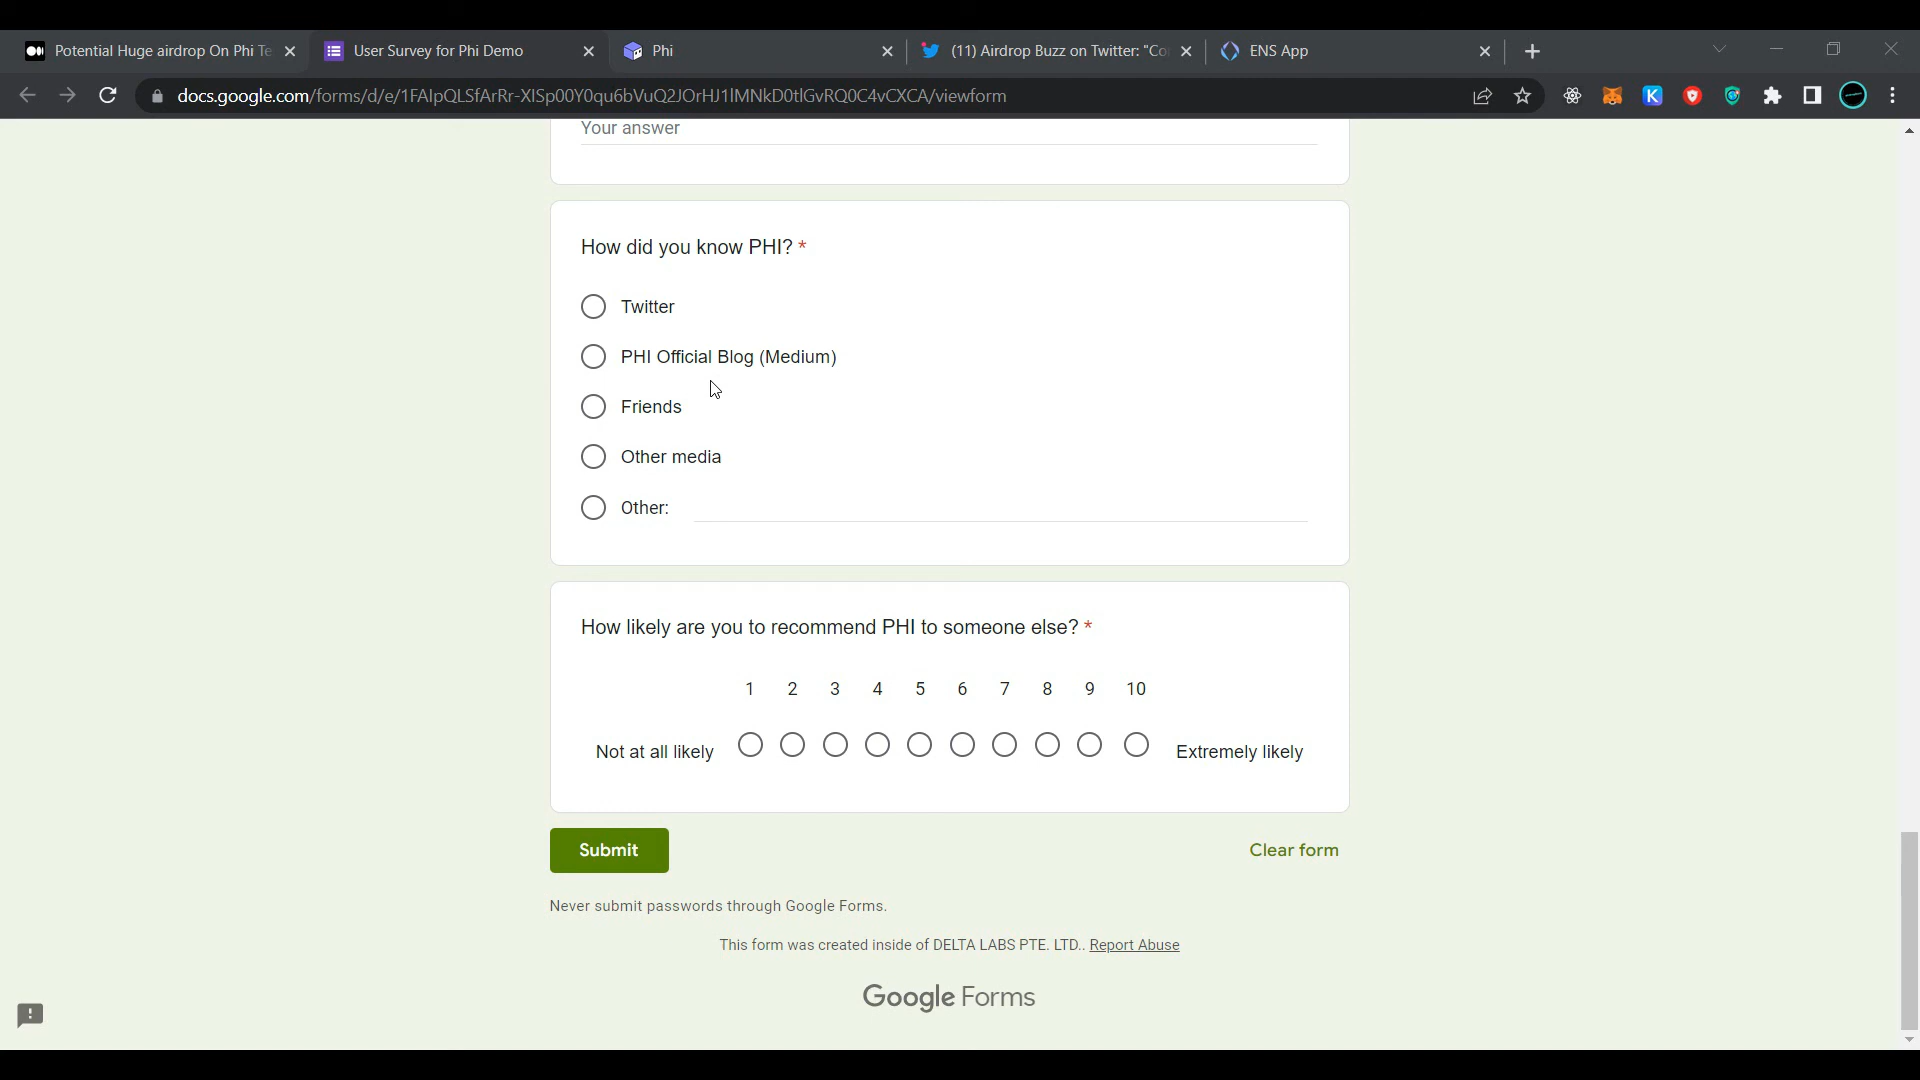 Potential Huge airdrop On Phi Te
User Survey for Phi Demo
Phi
(11) Airdrop Buzz on Twitter: "Co
ENS App
docs.google.com/forms/d/e/1FAIpQLSfArRr-XISp00Y0qu6bVuQ2JOrHJ1IMNkD0tlGvRQ0C4vCXCA/viewform
Your answer
How did you know PHI? *
Twitter
PHI Official Blog (Medium)
Friends
Other media
Other:
How likely are you to recommend PHI to someone else? *
1 2 3 4 5 6 7 8 9 10
Not at all likely
Extremely likely
Submit
Clear form
Never submit passwords through Google Forms.
This form was created inside of DELTA LABS PTE. LTD.. Report Abuse
Google Forms